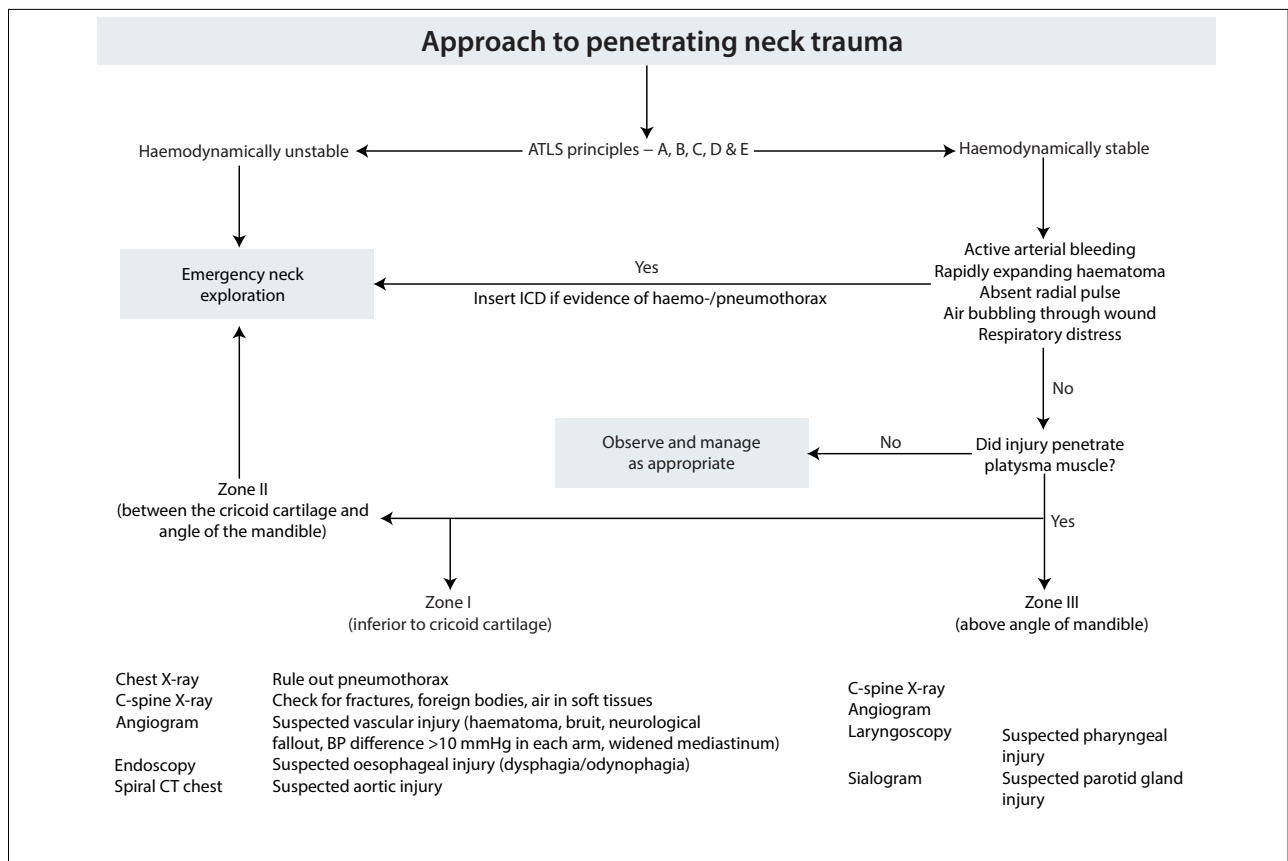 Approach to penetrating neck trauma
Haemodynamically unstable
ATLS principles – A, B, C, D & E
Haemodynamically stable
Emergency neck
exploration
Yes
Insert ICD if evidence of haemo-/pneumothorax
Active arterial bleeding
Rapidly expanding haematoma
Absent radial pulse
Air bubbling through wound
Respiratory distress
No
Observe and manage
as appropriate
No
Did injury penetrate
platysma muscle?
Zone II
(between the cricoid cartilage and
angle of the mandible)
Yes
Zone I
(inferior to cricoid cartilage)
Zone III
(above angle of mandible)
Chest X-ray Rule out pneumothorax
C-spine X-ray Check for fractures, foreign bodies, air in soft tissues
Angiogram Suspected vascular injury (haematoma, bruit, neurological
fallout, BP difference >10 mmHg in each arm, widened mediastinum)
Endoscopy Suspected oesophageal injury (dysphagia/odynophagia)
Spiral CT chest Suspected aortic injury
C-spine X-ray
Angiogram
Laryngoscopy Suspected pharyngeal
injury
Sialogram Suspected parotid gland
injury